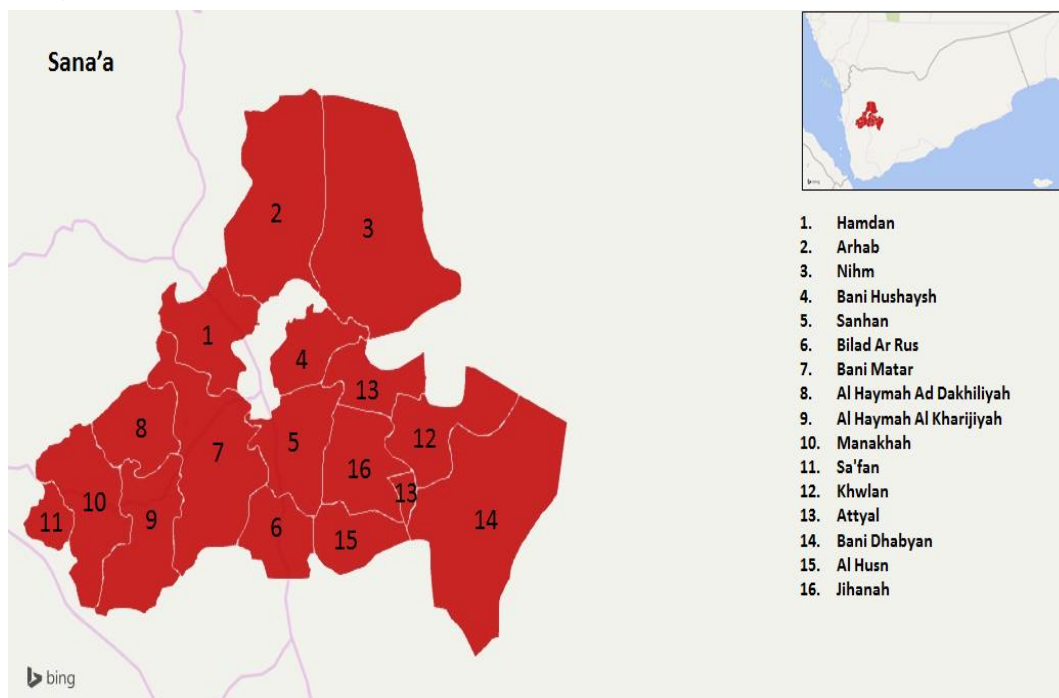 Sana'a
2
3
1
4
13
8
12
5
7
16
13
10
14
11
9
6
15
1. Hamdan
2. Arhab
3. Nihm
4. Bani Hushaysh
5. Sanhan
6. Bilad Ar Rus
7. Bani Matar
8. Al Haymah Ad Dakhiliyah
9. Al Haymah Al Kharijiyah
10. Manakhah
11. Sa'fan
12. Khwlan
13. Attyal
14. Bani Dhabyan
15. Al Husn
16. Jihanah
bing